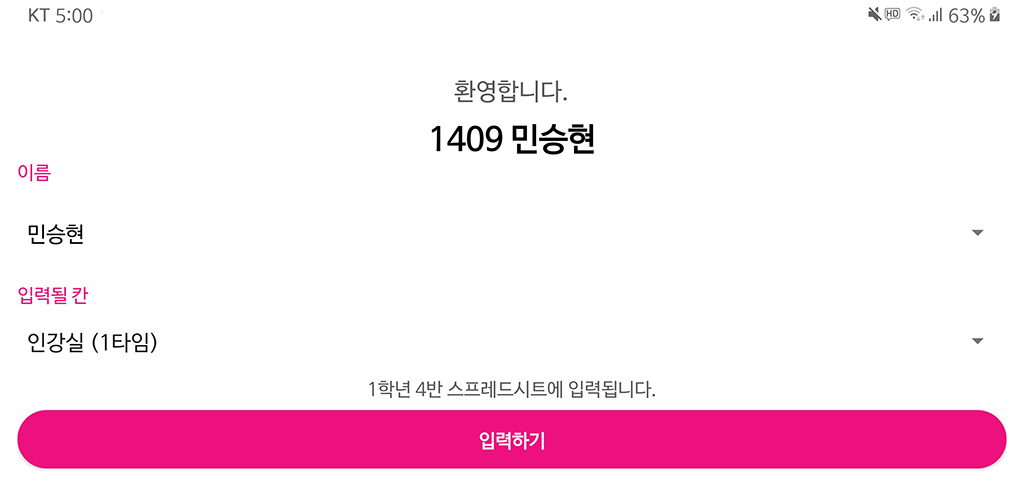 KT 5:00 HD 63%
환영합니다.
1409 민승현
이름
민승현
입력될 칸
인강실 (1타임)
1학년 4반 스프레드시트에 입력됩니다.
입력하기